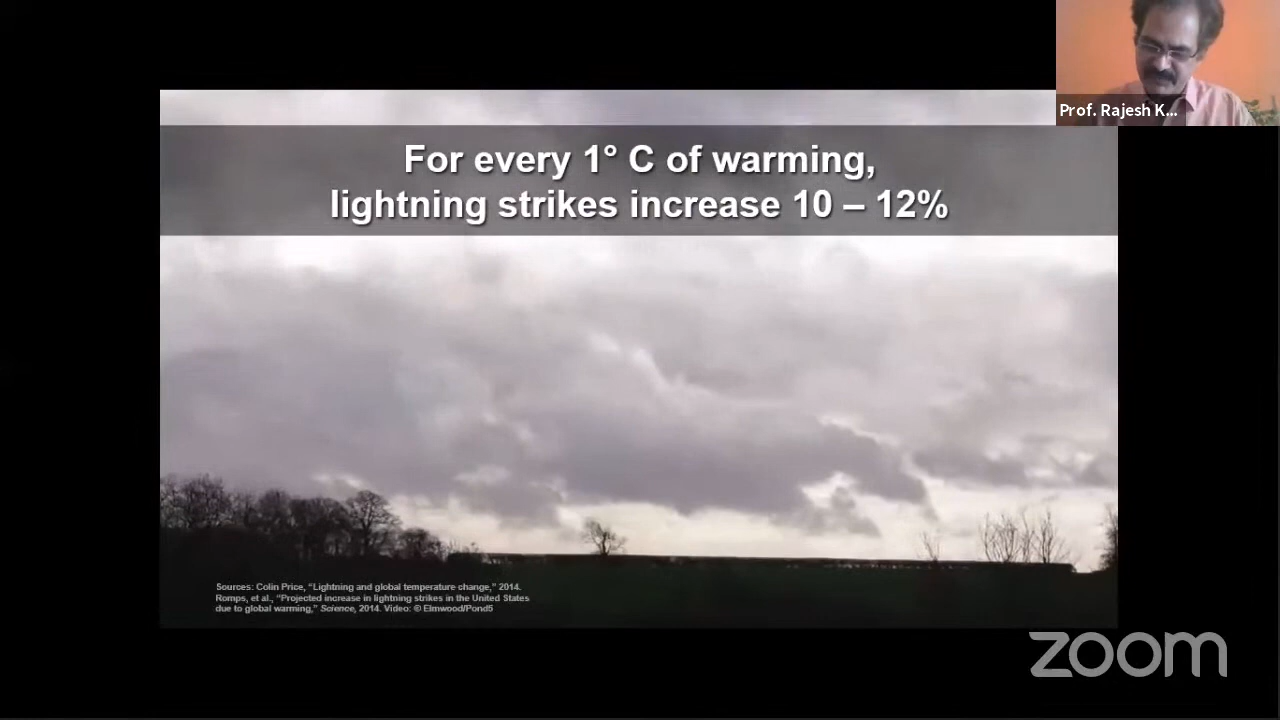 Prof. Rajesh K...
For every 1° C of warming,
lightning strikes increase 10 – 12%
Sources: Colin Price, “Lightning and global temperature change,” 2014.
Romps, et al., “Projected increase in lightning strikes in the United States
due to global warming,” Science, 2014. Video: © Elmwood/Pond5
zoom